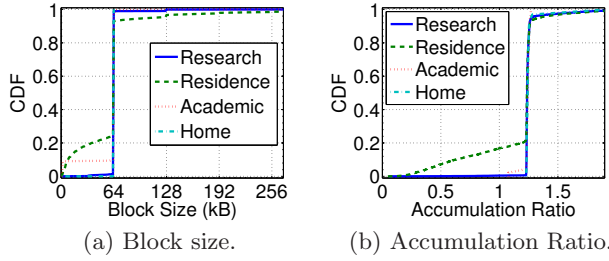 1
0.8
0.6
0.4
0.2
0
CDF
Research
Residence
Academic
Home
0 64 128 192 256
Block Size (kB)
(a) Block size.
1
0.8
0.6
0.4
0.2
0
CDF
Research
Residence
Academic
Home
0 0.5 1 1.5
Accumulation Ratio
(b) Accumulation Ratio.